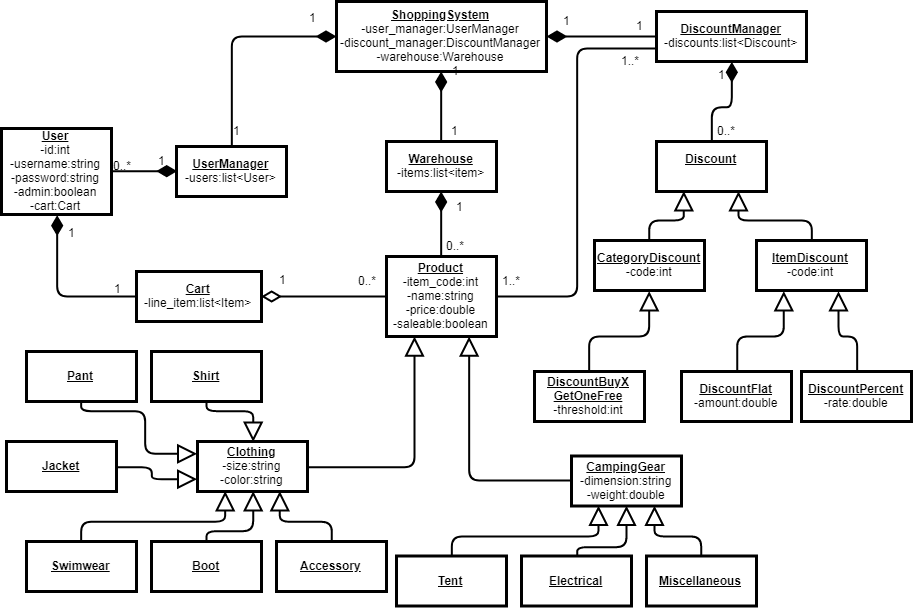 ShoppingSystem
-user_manager:UserManager
-discount_manager:DiscountManager
-warehouse:Warehouse
1
1
1
1
1
1
DiscountManager
-discounts:list<Discount>
1..*
1
0..*
User
-id:int
-username:string
-password:string
-admin:boolean
-cart:Cart
0..*
1
UserManager
-users:list<User>
Warehouse
-items:list<item>
1
0..*
Discount
1
1
Cart
-line_item:list<Item>
1
0..*
Product
-item_code:int
-name:string
-price:double
-saleable:boolean
1..*
CategoryDiscount
-code:int
ItemDiscount
-code:int
DiscountBuyX
GetOneFree
-threshold:int
DiscountFlat
-amount:double
DiscountPercent
-rate:double
Pant
Shirt
Jacket
Clothing
-size:string
-color:string
CampingGear
-dimension:string
-weight:double
Swimwear
Boot
Accessory
Tent
Electrical
Miscellaneous